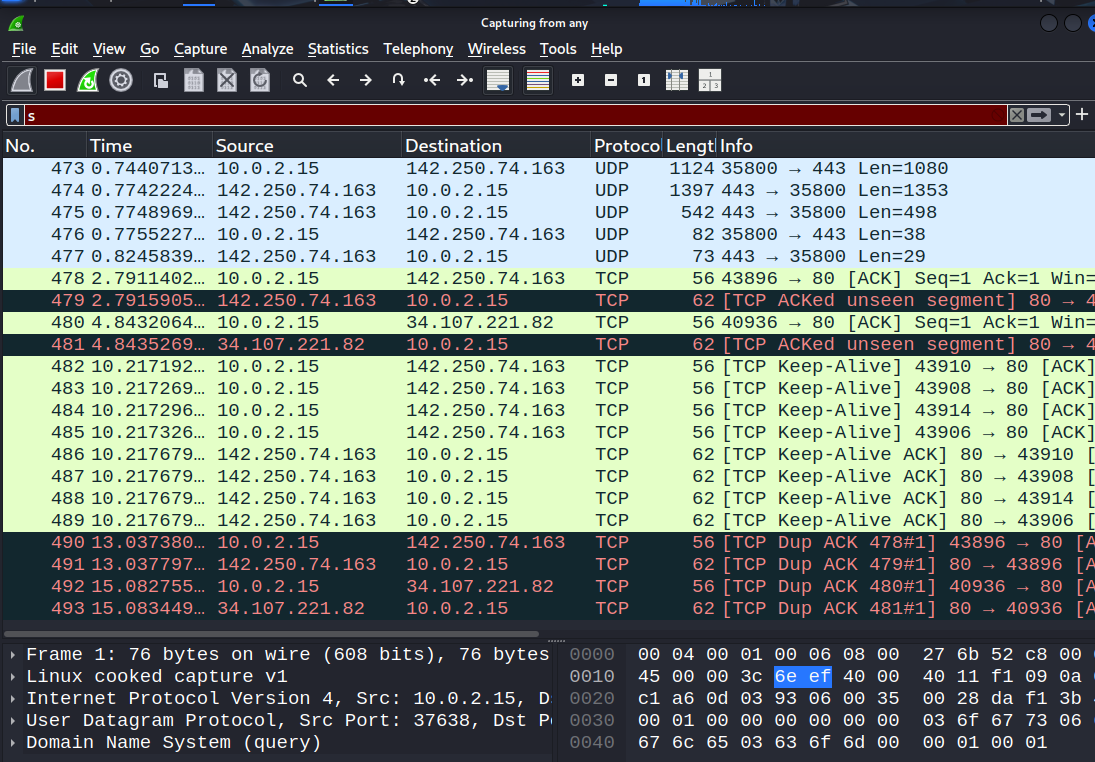 Capturing from any
File Edit View Go Capture Analyze Statistics Telephony Wireless Tools Help
s
No. Time Source Destination Protoco Lengtl Info
473 0.7440713… 10.0.2.15 142.250.74.163 UDP 1124 35800 → 443 Len=1080
474 0.7742224… 142.250.74.163 10.0.2.15 UDP 1397 443 → 35800 Len=1353
475 0.7748969… 142.250.74.163 10.0.2.15 UDP 542 443 → 35800 Len=498
476 0.7755227… 10.0.2.15 142.250.74.163 UDP 82 35800 → 443 Len=38
477 0.8245839… 142.250.74.163 10.0.2.15 UDP 73 443 → 35800 Len=29
478 2.7911402… 10.0.2.15 142.250.74.163 TCP 56 43896 → 80 [ACK] Seq=1 Ack=1 Win=
479 2.7915905… 142.250.74.163 10.0.2.15 TCP 62 [TCP ACKed unseen segment] 80 → 4
480 4.8432064… 10.0.2.15 34.107.221.82 TCP 56 40936 → 80 [ACK] Seq=1 Ack=1 Win=
481 4.8435269… 34.107.221.82 10.0.2.15 TCP 62 [TCP ACKed unseen segment] 80 → 4
482 10.217192… 10.0.2.15 142.250.74.163 TCP 56 [TCP Keep-Alive] 43910 → 80 [ACK]
483 10.217269… 10.0.2.15 142.250.74.163 TCP 56 [TCP Keep-Alive] 43908 → 80 [ACK]
484 10.217296… 10.0.2.15 142.250.74.163 TCP 56 [TCP Keep-Alive] 43914 → 80 [ACK]
485 10.217326… 10.0.2.15 142.250.74.163 TCP 56 [TCP Keep-Alive] 43906 → 80 [ACK]
486 10.217679… 142.250.74.163 10.0.2.15 TCP 62 [TCP Keep-Alive ACK] 80 → 43910 [
487 10.217679… 142.250.74.163 10.0.2.15 TCP 62 [TCP Keep-Alive ACK] 80 → 43908 [
488 10.217679… 142.250.74.163 10.0.2.15 TCP 62 [TCP Keep-Alive ACK] 80 → 43914 [
489 10.217679… 142.250.74.163 10.0.2.15 TCP 62 [TCP Keep-Alive ACK] 80 → 43906 [
490 13.037380… 10.0.2.15 142.250.74.163 TCP 56 [TCP Dup ACK 478#1] 43896 → 80 [A
491 13.037797… 142.250.74.163 10.0.2.15 TCP 62 [TCP Dup ACK 479#1] 80 → 43896 [A
492 15.082755… 10.0.2.15 34.107.221.82 TCP 56 [TCP Dup ACK 480#1] 40936 → 80 [A
493 15.083449… 34.107.221.82 10.0.2.15 TCP 62 [TCP Dup ACK 481#1] 80 → 40936 [A
Frame 1: 76 bytes on wire (608 bits), 76 bytes
Linux cooked capture v1
Internet Protocol Version 4, Src: 10.0.2.15, Ds
User Datagram Protocol, Src Port: 37638, Dst Po
Domain Name System (query)
0000 00 04 00 01 00 06 08 00 27 6b 52 c8 00
0010 45 00 00 3c 6e ef 40 00 40 11 f1 09 0a
0020 c1 a6 0d 03 93 06 00 35 00 28 da f1 3b
0030 00 01 00 00 00 00 00 00 03 6f 67 73 06
0040 67 6c 65 03 63 6f 6d 00 00 01 00 01